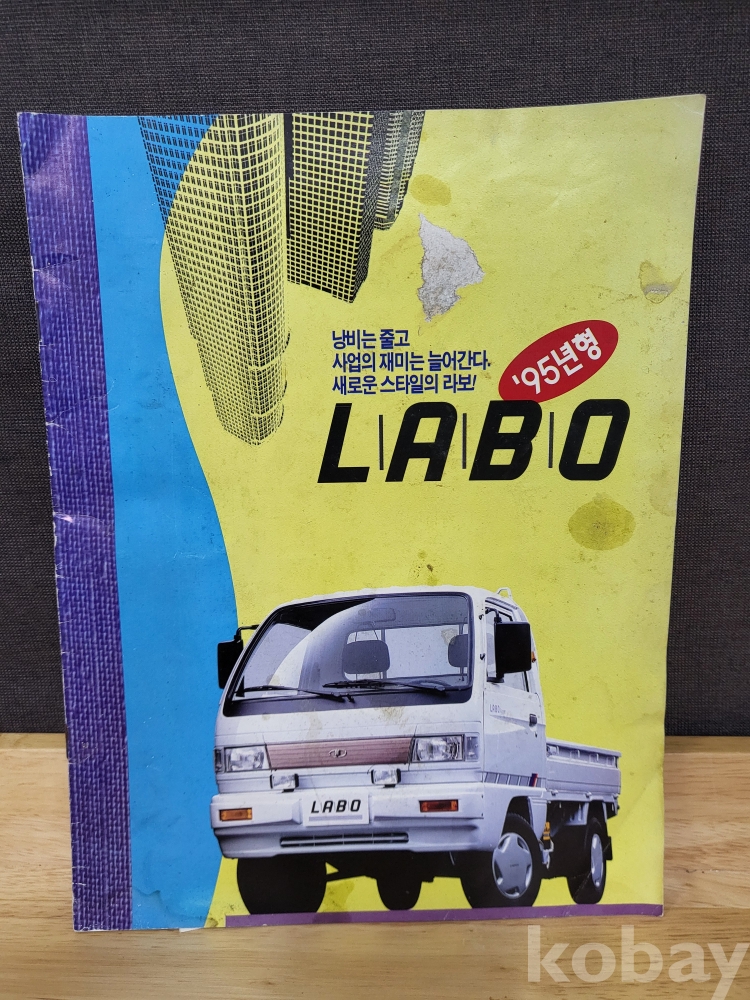 낭비는 줄고
사업의 재미는 늘어간다.
새로운 스타일의 라보!
'95년형
L|A|B|O
LABO
LABO
kobay